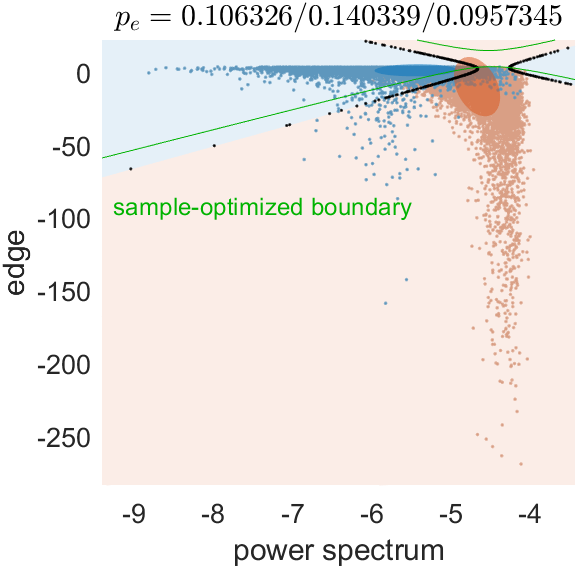 p_e = 0.106326/0.140339/0.0957345
0
-50
sample-optimized boundary
-100
edge
-150
-200
-250
-9 -8 -7 -6 -5 -4
power spectrum